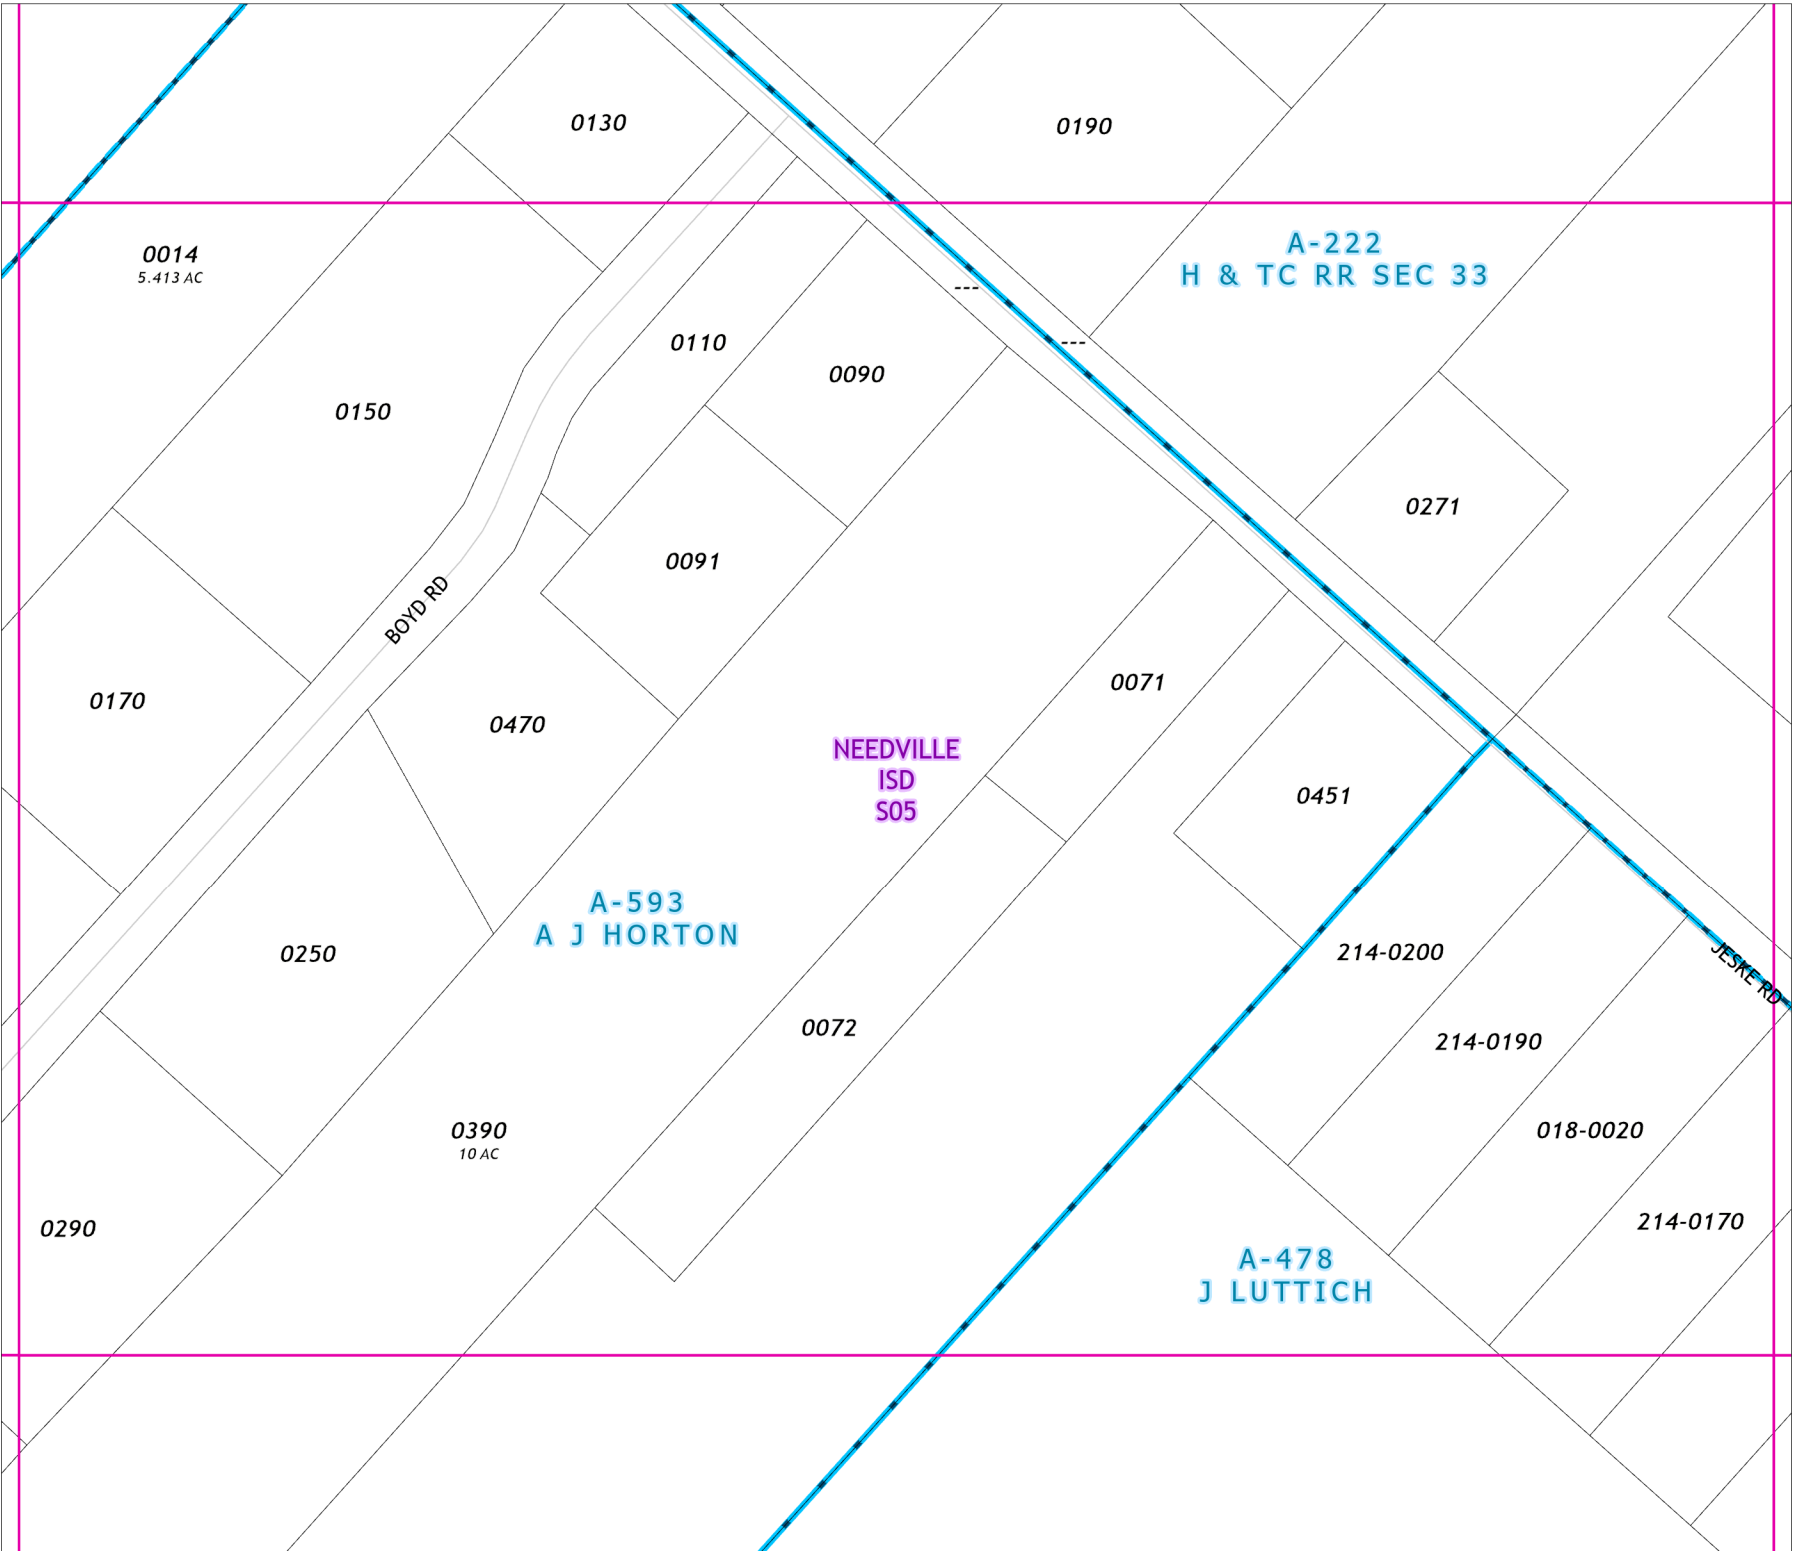 0130
0190
A-222
H & TC RR SEC 33
0014
5.413 AC
---
---
0110
0090
0150
0271
0091
BOYD RD
0071
0170
0470
NEEDVILLE
ISD
S05
0451
A-593
A J HORTON
0250
214-0200
JESKE RD
0072
214-0190
0390
10 AC
018-0020
0290
214-0170
A-478
J LUTTICH